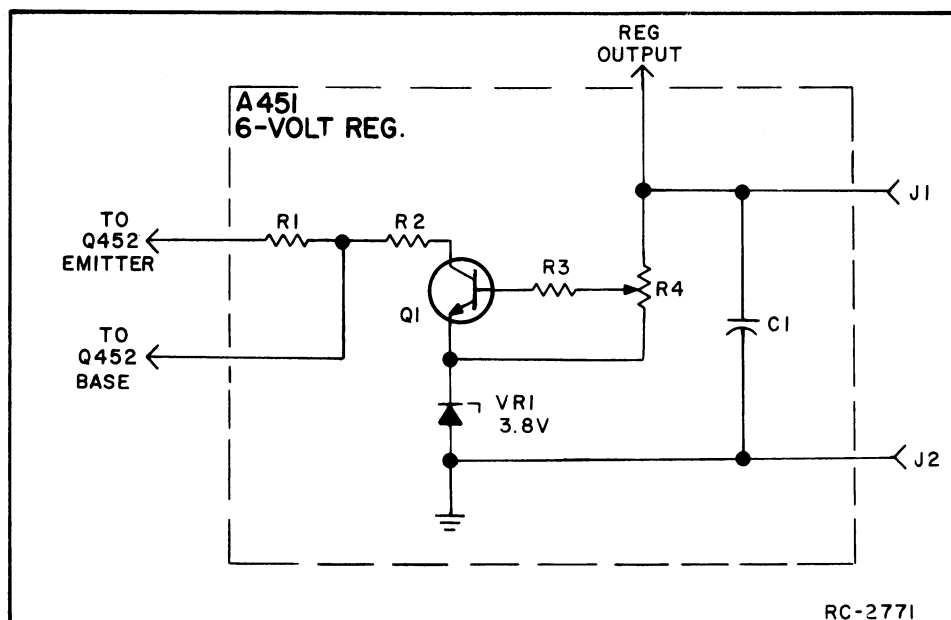 REG
OUTPUT
A451
6-VOLT REG.
J1
TO
Q452
EMITTER
R1
R2
R3
R4
Q1
C1
TO
Q452
BASE
VR1
3.8V
J2
RC-2771